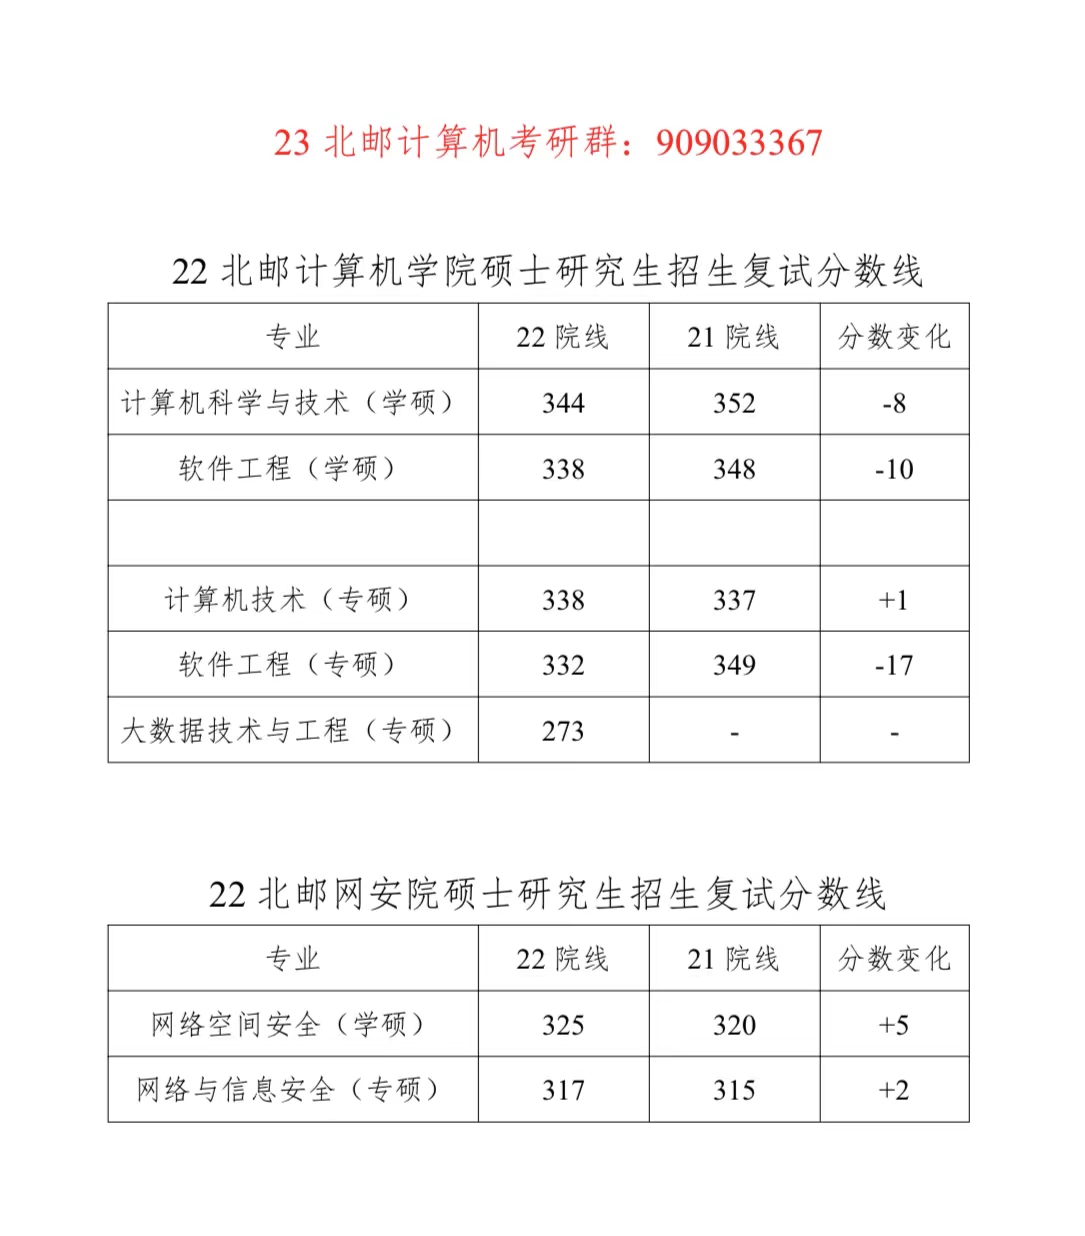 23 北邮计算机考研群：909033367
22 北邮计算机学院硕士研究生招生复试分数线
专业 22 院线 21 院线 分数变化
计算机科学与技术（学硕） 344 352 -8
软件工程（学硕） 338 348 -10
计算机技术（专硕） 338 337 +1
软件工程（专硕） 332 349 -17
大数据技术与工程（专硕） 273 - -
22 北邮网安院硕士研究生招生复试分数线
专业 22 院线 21 院线 分数变化
网络空间安全（学硕） 325 320 +5
网络与信息安全（专硕） 317 315 +2